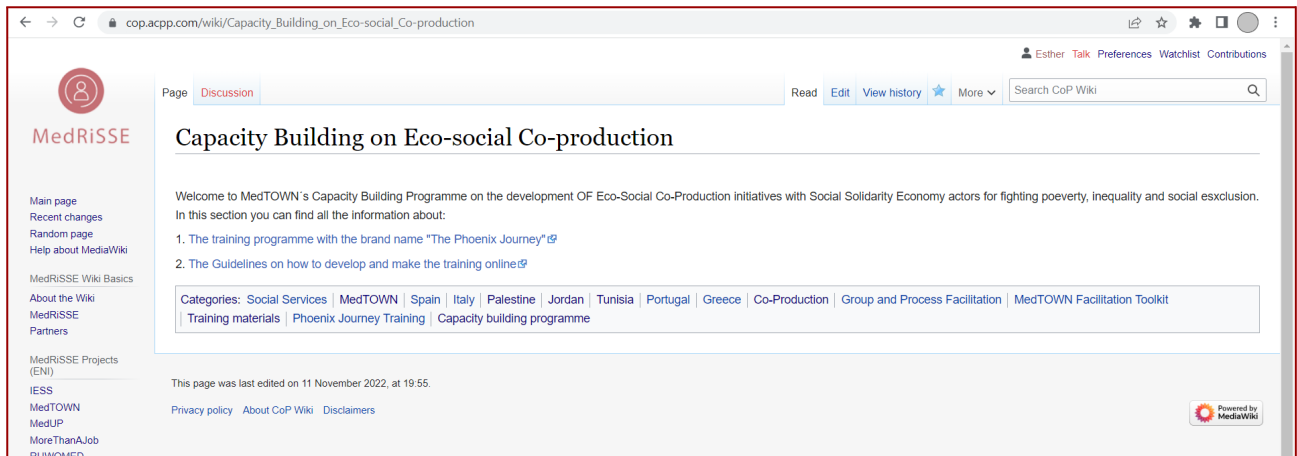 cop.acpp.com/wiki/Capacity_Building_on_Eco-social_Co-production
Esther Talk Preferences Watchlist Contributions
Page Discussion
Read Edit View history More
Search CoP Wiki
MedRiSSE
Capacity Building on Eco-social Co-production
Welcome to MedTOWN´s Capacity Building Programme on the development OF Eco-Social Co-Production initiatives with Social Solidarity Economy actors for fighting poeverty, inequality and social esxclusion.
In this section you can find all the information about:
1. The training programme with the brand name "The Phoenix Journey"
2. The Guidelines on how to develop and make the training online
Categories: Social Services | MedTOWN | Spain | Italy | Palestine | Jordan | Tunisia | Portugal | Greece | Co-Production | Group and Process Facilitation | MedTOWN Facilitation Toolkit
| Training materials | Phoenix Journey Training | Capacity building programme
Main page
Recent changes
Random page
Help about MediaWiki
MedRiSSE Wiki Basics
About the Wiki
MedRiSSE
Partners
MedRiSSE Projects
(ENI)
IESS
MedTOWN
MedUP
MoreThanAJob
RUWOMED
This page was last edited on 11 November 2022, at 19:55.
Privacy policy About CoP Wiki Disclaimers
Powered by
MediaWiki